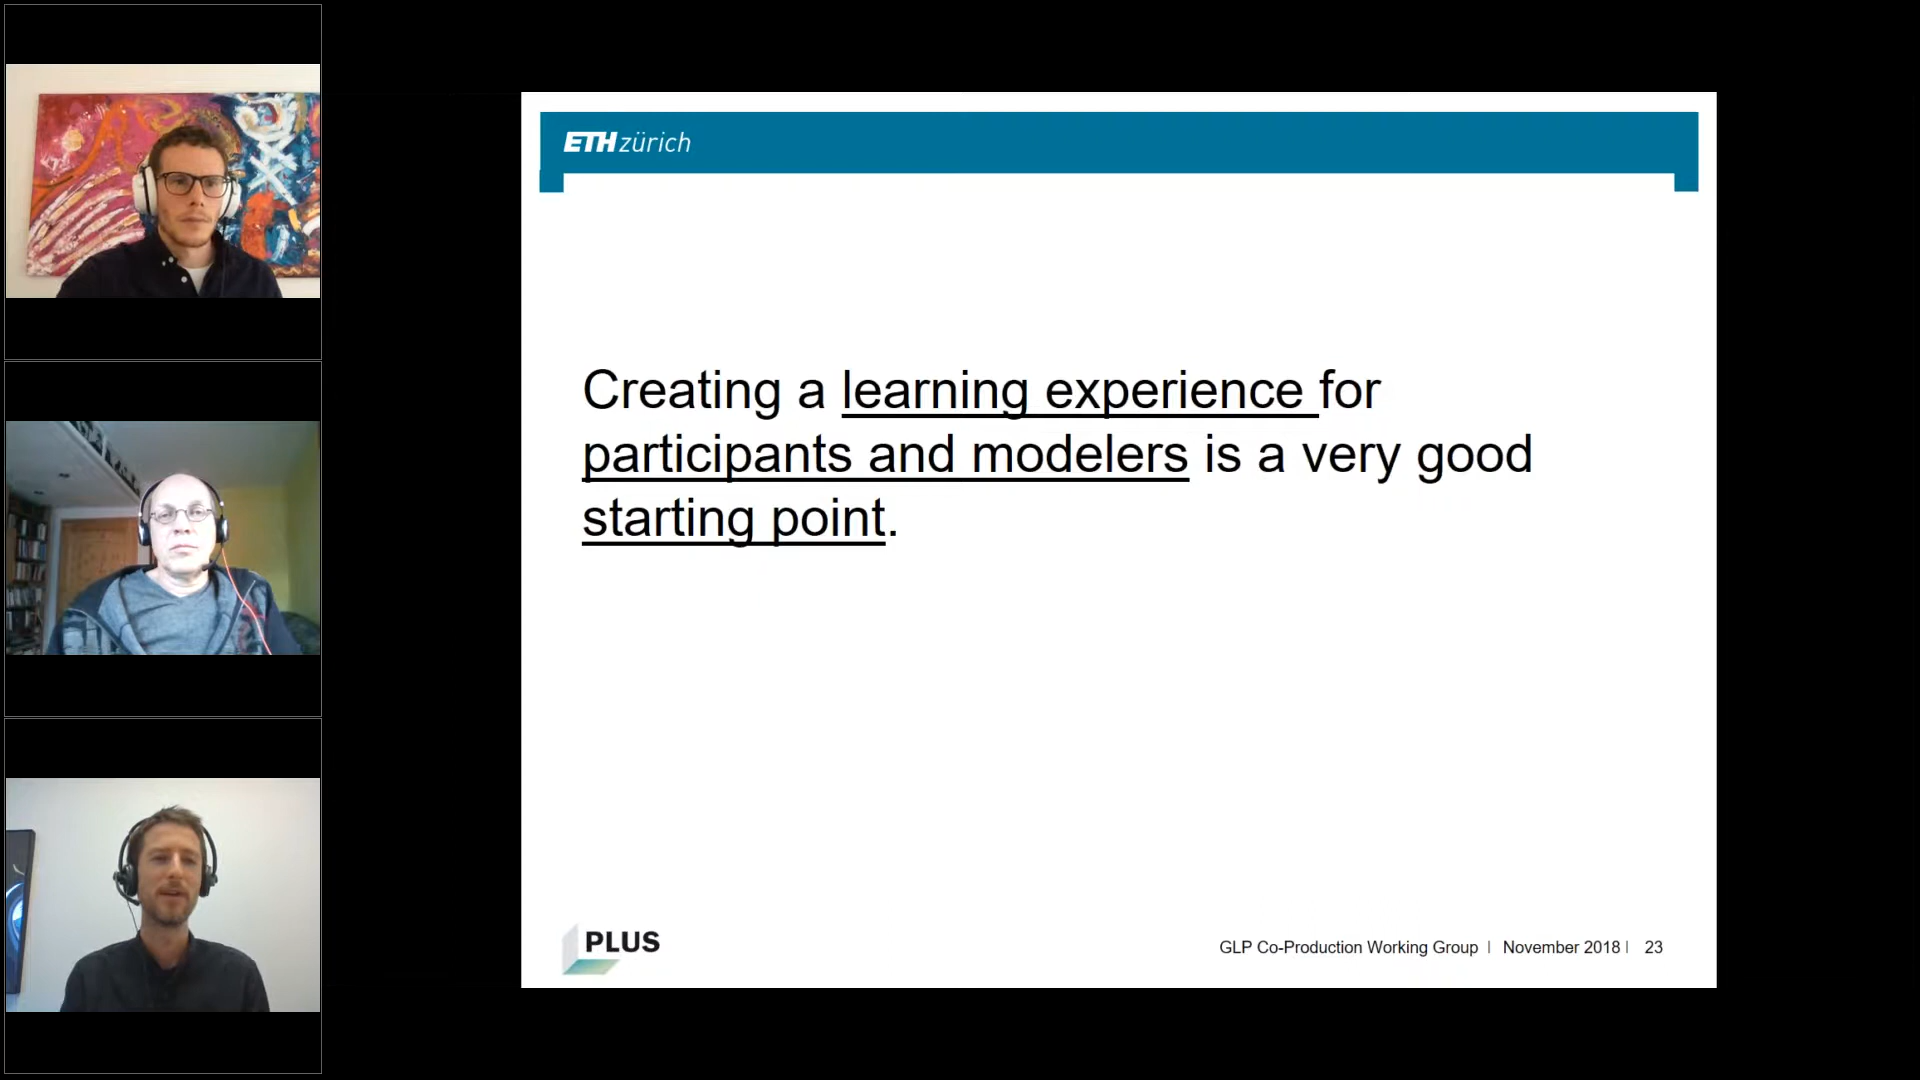 ETH zürich
Creating a learning experience for
participants and modelers is a very good
starting point.
PLUS
GLP Co-Production Working Group | November 2018 | 23